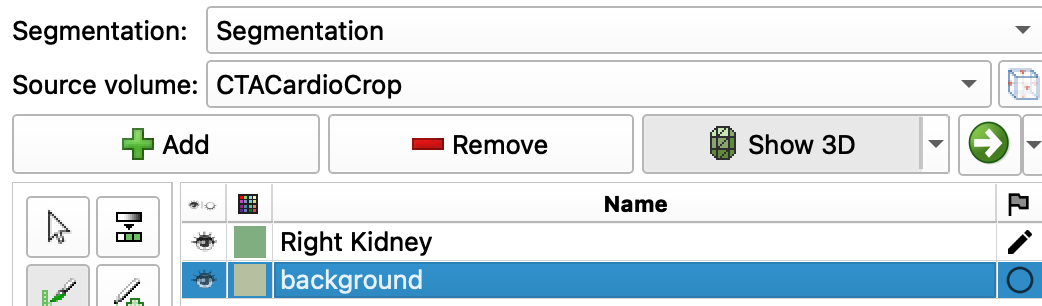 Segmentation: Segmentation
Source volume: CTACardioCrop
Add Remove Show 3D
Name
Right Kidney
background